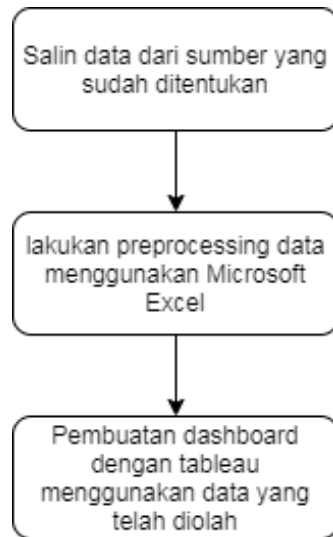 Salin data dari sumber yang
sudah ditentukan
lakukan preprocessing data
menggunakan Microsoft
Excel
Pembuatan dashboard
dengan tableau
menggunakan data yang
telah diolah